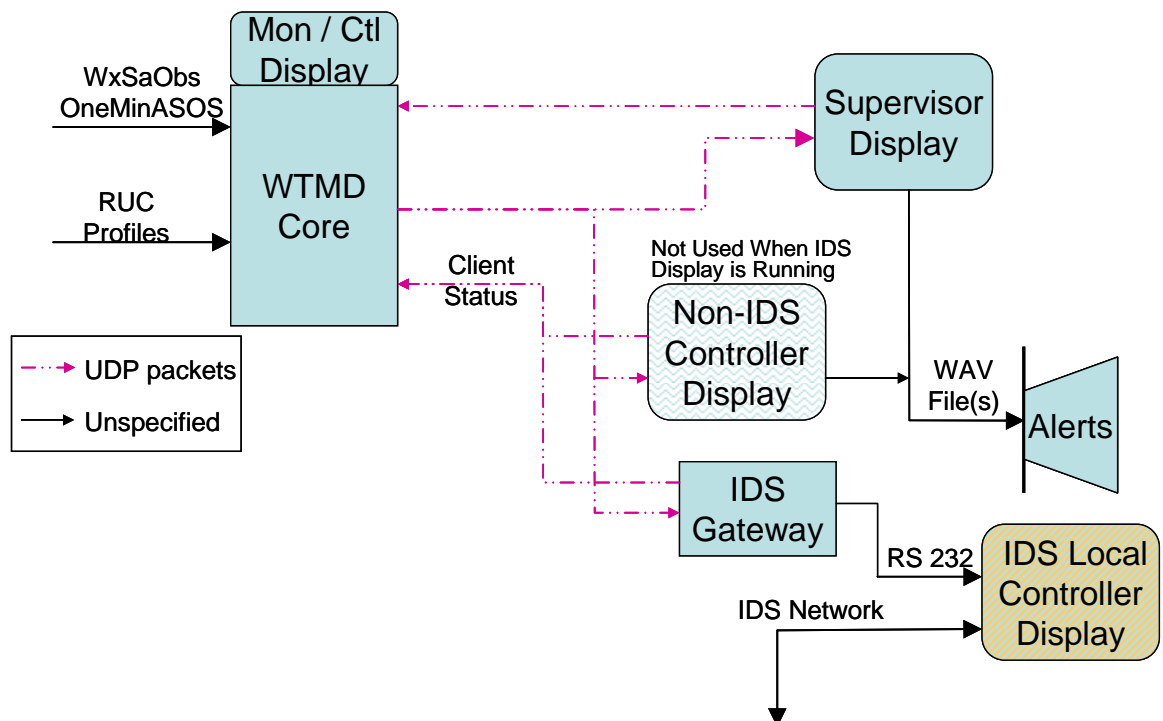 Mon / Ctl
Display
WxSaObs
OneMinASOS
Supervisor
Display
WTMD
Core
RUC
Profiles
Client
Status
Not Used When IDS
Display is Running
Non-IDS
Controller
Display
UDP packets
Unspecified
WAV
File(s)
Alerts
IDS
Gateway
RS 232
IDS Local
Controller
Display
IDS Network